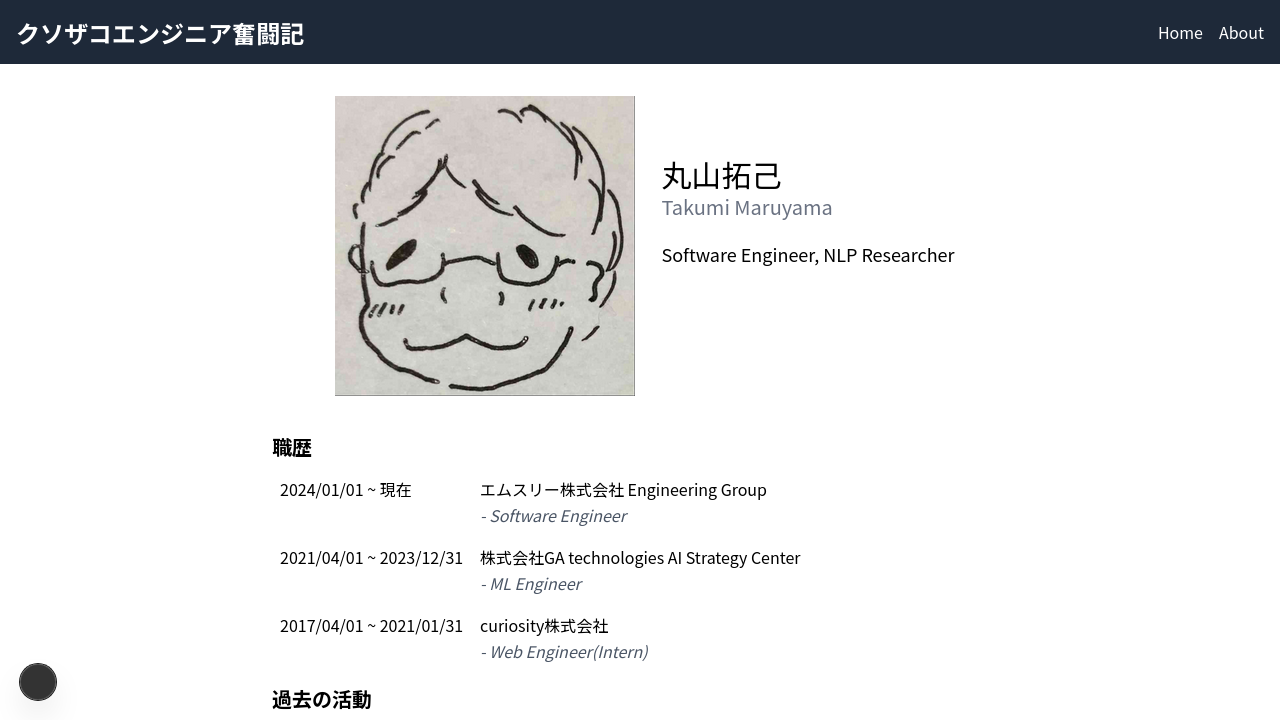 クソザコエンジニア奮闘記
Home About
丸山拓己
Takumi Maruyama
Software Engineer, NLP Researcher
職歴
2024/01/01 ~ 現在 エムスリー株式会社 Engineering Group
- Software Engineer
2021/04/01 ~ 2023/12/31 株式会社GA technologies AI Strategy Center
- ML Engineer
2017/04/01 ~ 2021/01/31 curiosity株式会社
- Web Engineer(Intern)
過去の活動